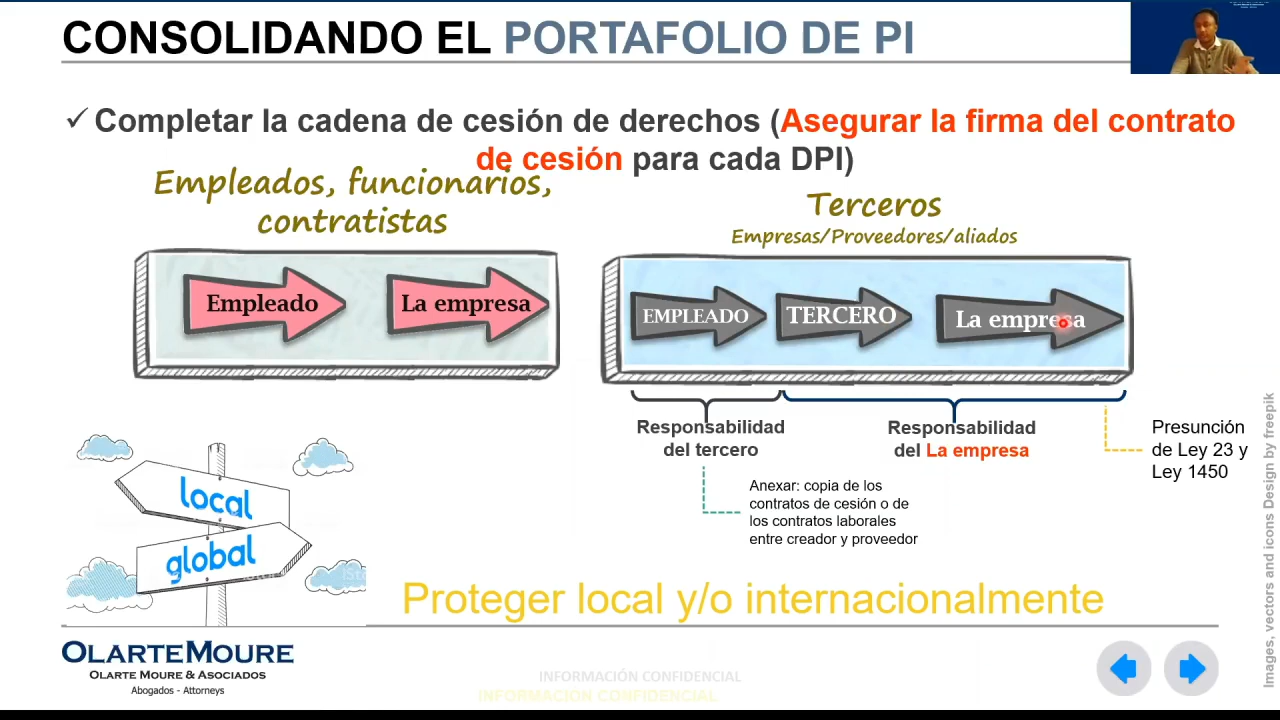 CONSOLIDANDO EL PORTAFOLIO DE PI
✓ Completar la cadena de cesión de derechos (Asegurar la firma del contrato
de cesión para cada DPI)
Empleados, funcionarios,
contratistas
Empleado
La empresa
Terceros
Empresas/Proveedores/aliados
EMPLEADO
TERCERO
La empresa
Responsabilidad
del tercero
Responsabilidad
del La empresa
Presunción
de Ley 23 y
Ley 1450
Anexar: copia de los
contratos de cesión o de
los contratos laborales
entre creador y proveedor
local
global
Proteger local y/o internacionalmente
OLARTEMOURE
OLARTE MOURE & ASOCIADOS
Abogados - Attorneys
INFORMACIÓN CONFIDENCIAL
INFORMACIÓN CONFIDENCIAL
Images, vectors and icons Design by freepik